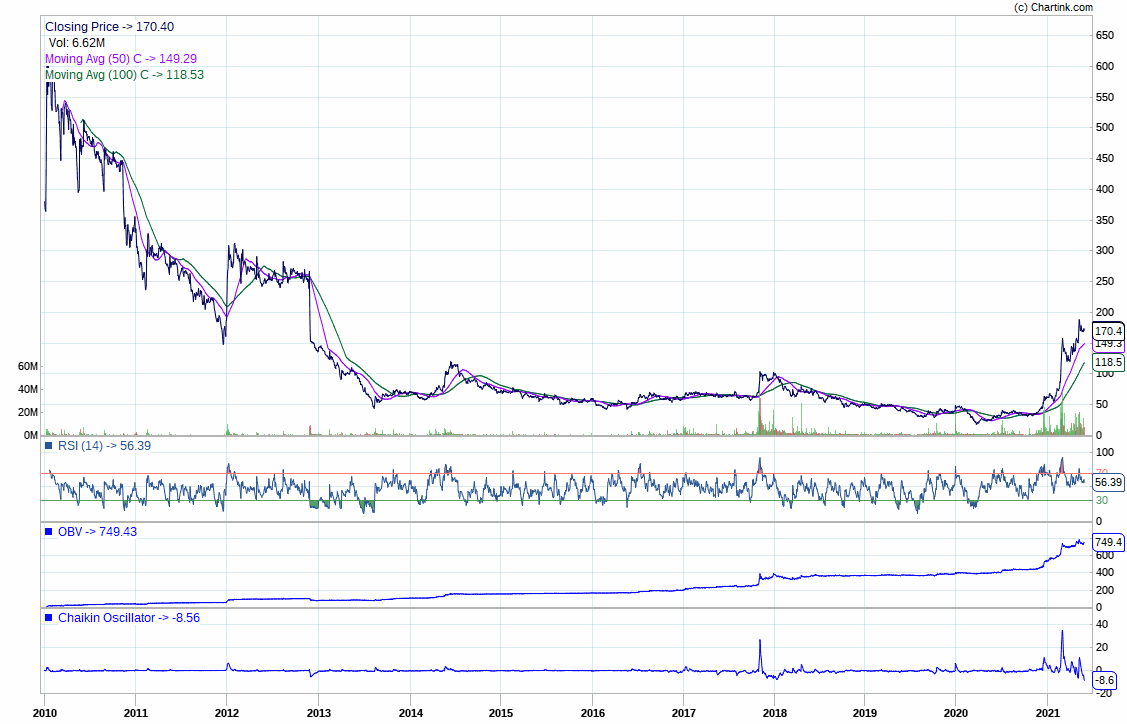 (c) Chartink.com
Closing Price -> 170.40
Vol: 6.62M
Moving Avg (50) C -> 149.29
Moving Avg (100) C -> 118.53
650
600
550
500
450
400
350
300
250
200
170.4
149.3
118.5
100
50
0
60M
40M
20M
0M
RSI (14) -> 56.39
100
70
56.39
30
0
OBV -> 749.43
749.4
600
400
200
0
Chaikin Oscillator -> -8.56
40
20
0
-8.6
-20
2010 2011 2012 2013 2014 2015 2016 2017 2018 2019 2020 2021